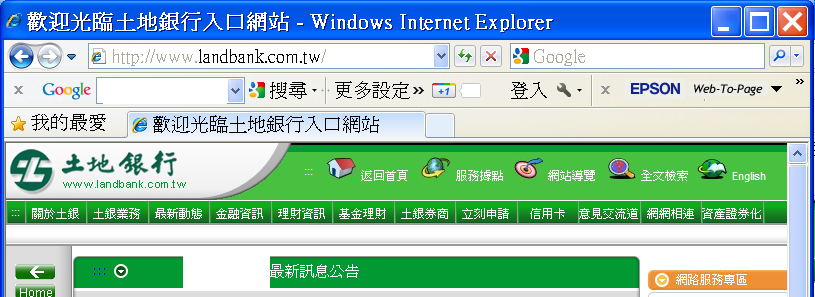 歡迎光臨土地銀行入口網站 - Windows Internet Explorer
http://www.landbank.com.tw/ Google
x Google 搜尋 更多設定» +1 登入 x EPSON Web-To-Page »
我的最愛 歡迎光臨土地銀行入口網站
土地銀行 返回首頁 服務據點 網站導覽 全文檢索 English
www.landbank.com.tw
關於土銀 土銀業務 最新動態 金融資訊 理財資訊 基金理財 土銀券商 立刻申請 信用卡 意見交流道 網網相連 資產證券化
最新訊息公告
網路服務專區
Home